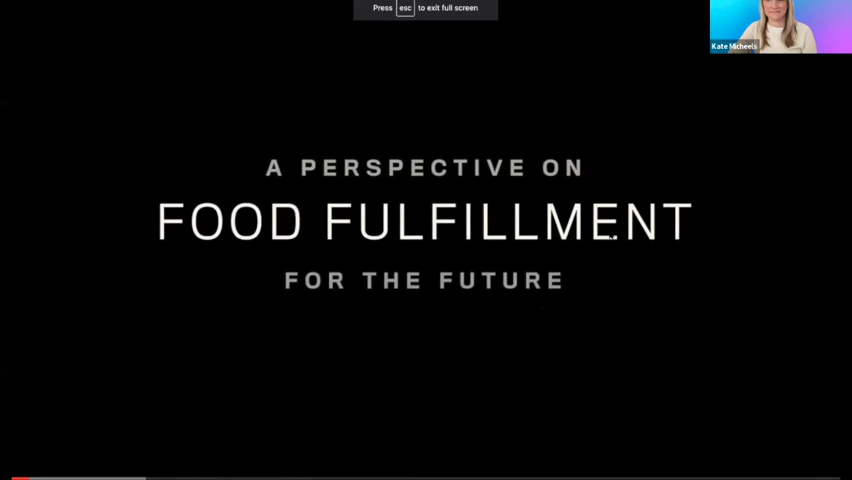 Press esc to exit full screen
Kate Micheels
A PERSPECTIVE ON
FOOD FULFILLMENT
FOR THE FUTURE